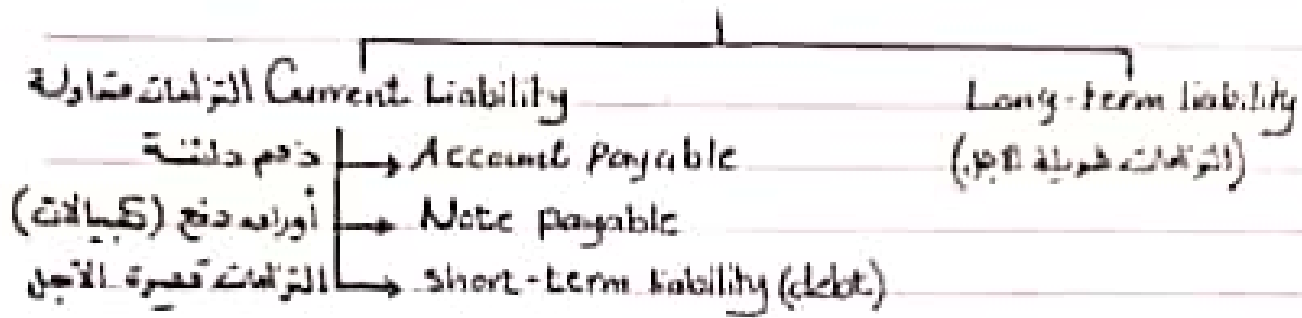 التزامات متداولة Current Liability
Long-term liability
(التزامات طويلة الاجل)
ذمم دائنة → Account payable
أوراق دفع (كمبيالات) → Note payable
التزامات قصيرة الاجل → short-term liability (debt)